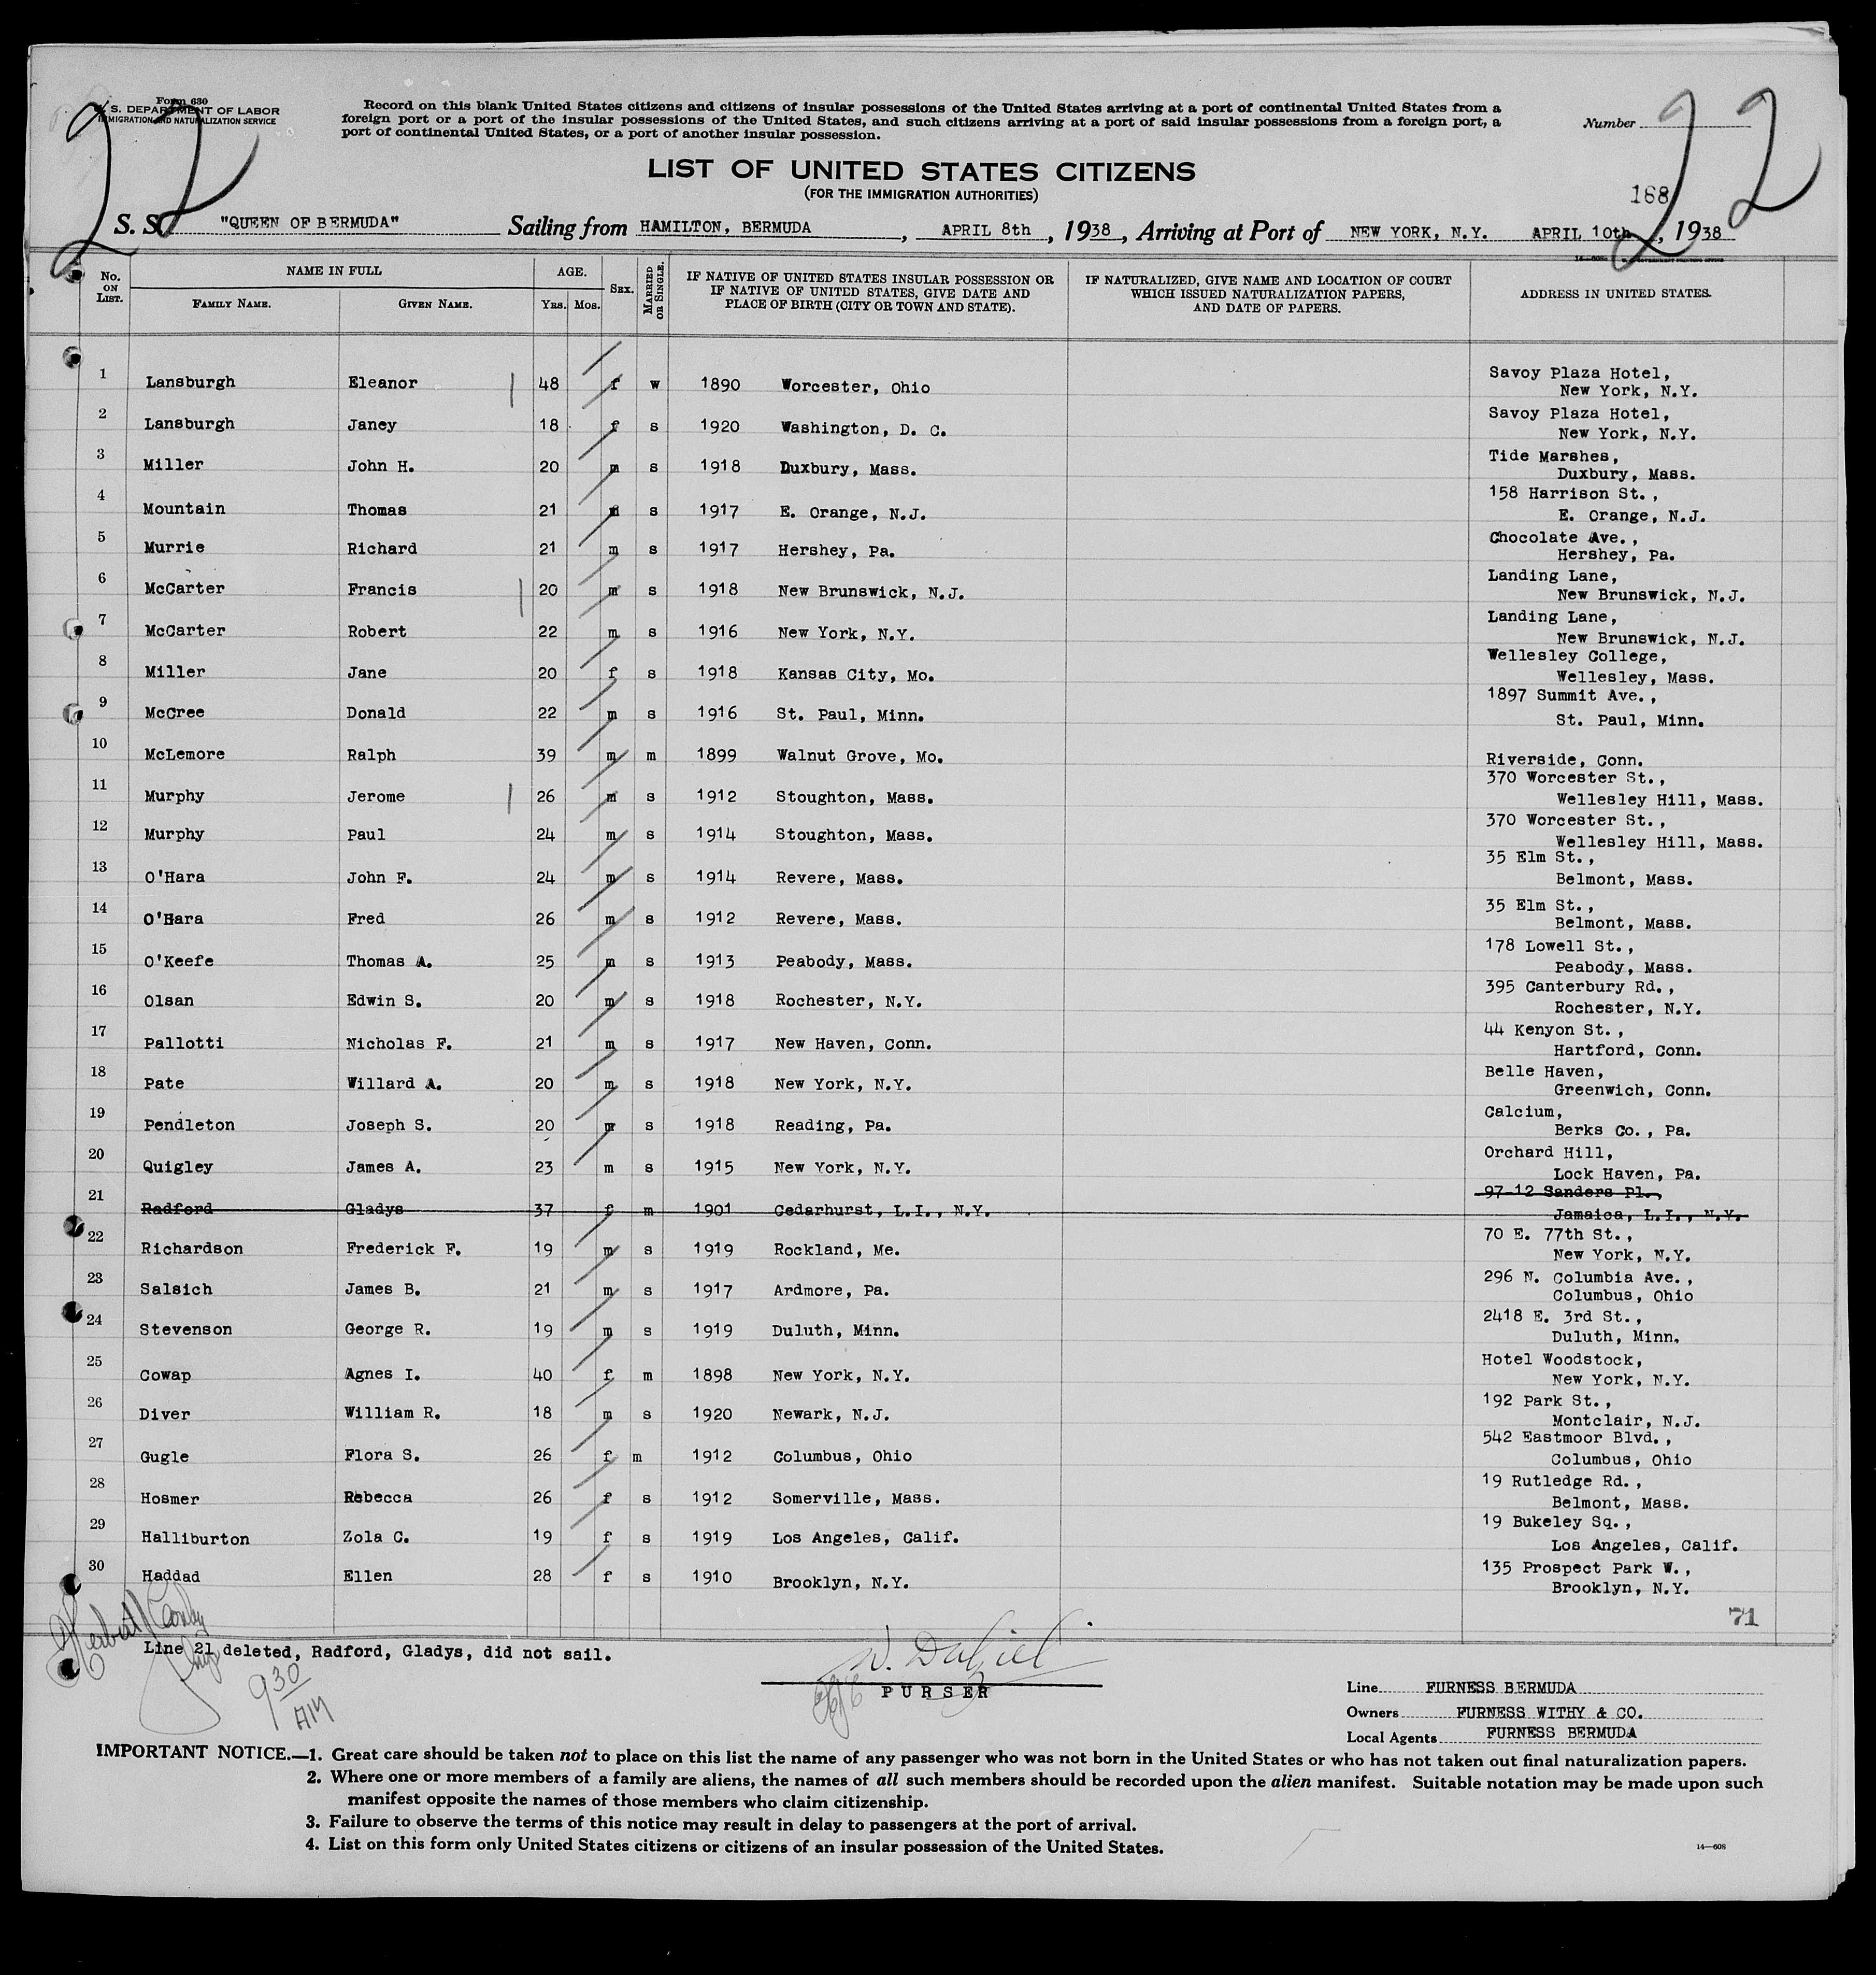 22
Form 630
U. S. DEPARTMENT OF LABOR
IMMIGRATION AND NATURALIZATION SERVICE
Record on this blank United States citizens and citizens of insular possessions of the United States arriving at a port of continental United States from a
foreign port or a port of the insular possessions of the United States, and such citizens arriving at a port of said insular possessions from a foreign port, a
port of continental United States, or a port of another insular possession.
Number
22
LIST OF UNITED STATES CITIZENS
(FOR THE IMMIGRATION AUTHORITIES)
168
S. S. "QUEEN OF BERMUDA" Sailing from HAMILTON, BERMUDA, APRIL 8th, 1938, Arriving at Port of NEW YORK, N.Y. APRIL 10th, 1938
No. ON LIST. NAME IN FULL AGE. SEX. MARRIED OR SINGLE. IF NATIVE OF UNITED STATES INSULAR POSSESSION OR IF NATIVE OF UNITED STATES, GIVE DATE AND PLACE OF BIRTH (CITY OR TOWN AND STATE). IF NATURALIZED, GIVE NAME AND LOCATION OF COURT WHICH ISSUED NATURALIZATION PAPERS, AND DATE OF PAPERS. ADDRESS IN UNITED STATES.
FAMILY NAME. GIVEN NAME. YRS. MOS.
1 Lansburgh Eleanor 48 f w 1890 Worcester, Ohio Savoy Plaza Hotel,
New York, N.Y.
2 Lansburgh Janey 18 f s 1920 Washington, D. C. Savoy Plaza Hotel,
New York, N.Y.
3 Miller John H. 20 m s 1918 Duxbury, Mass. Tide Marshes,
Duxbury, Mass.
4 Mountain Thomas 21 m s 1917 E. Orange, N.J. 158 Harrison St.,
E. Orange, N.J.
5 Murrie Richard 21 m s 1917 Hershey, Pa. Chocolate Ave.,
Hershey, Pa.
6 McCarter Francis 20 m s 1918 New Brunswick, N.J. Landing Lane,
New Brunswick, N.J.
7 McCarter Robert 22 m s 1916 New York, N.Y. Landing Lane,
New Brunswick, N.J.
8 Miller Jane 20 f s 1918 Kansas City, Mo. Wellesley College,
Wellesley, Mass.
9 McCree Donald 22 m s 1916 St. Paul, Minn. 1897 Summit Ave.,
St. Paul, Minn.
10 McLemore Ralph 39 m m 1899 Walnut Grove, Mo. Riverside, Conn.
11 Murphy Jerome 26 m s 1912 Stoughton, Mass. 370 Worcester St.,
Wellesley Hill, Mass.
12 Murphy Paul 24 m s 1914 Stoughton, Mass. 370 Worcester St.,
Wellesley Hill, Mass.
13 O'Hara John F. 24 m s 1914 Revere, Mass. 35 Elm St.,
Belmont, Mass.
14 O'Hara Fred 26 m s 1912 Revere, Mass. 35 Elm St.,
Belmont, Mass.
15 O'Keefe Thomas A. 25 m s 1913 Peabody, Mass. 178 Lowell St.,
Peabody, Mass.
16 Olsan Edwin S. 20 m s 1918 Rochester, N.Y. 395 Canterbury Rd.,
Rochester, N.Y.
17 Pallotti Nicholas F. 21 m s 1917 New Haven, Conn. 44 Kenyon St.,
Hartford, Conn.
18 Pate Willard A. 20 m s 1918 New York, N.Y. Belle Haven,
Greenwich, Conn.
19 Pendleton Joseph S. 20 m s 1918 Reading, Pa. Calcium,
Berks Co., Pa.
20 Quigley James A. 23 m s 1915 New York, N.Y. Orchard Hill,
Lock Haven, Pa.
21 Radford Gladys 37 f m 1901 Cedarhurst, L.I., N.Y. 97-12 Sanders Pl.,
Jamaica, L.I., N.Y.
22 Richardson Frederick F. 19 m s 1919 Rockland, Me. 70 E. 77th St.,
New York, N.Y.
23 Salsich James B. 21 m s 1917 Ardmore, Pa. 296 N. Columbia Ave.,
Columbus, Ohio
24 Stevenson George R. 19 m s 1919 Duluth, Minn. 2418 E. 3rd St.,
Duluth, Minn.
25 Cowap Agnes I. 40 f m 1898 New York, N.Y. Hotel Woodstock,
New York, N.Y.
26 Diver William R. 18 m s 1920 Newark, N.J. 192 Park St.,
Montclair, N.J.
27 Gugle Flora S. 26 f m 1912 Columbus, Ohio 542 Eastmoor Blvd.,
Columbus, Ohio
28 Hosmer Rebecca 26 f s 1912 Somerville, Mass. 19 Rutledge Rd.,
Belmont, Mass.
29 Halliburton Zola C. 19 f s 1919 Los Angeles, Calif. 19 Bukeley Sq.,
Los Angeles, Calif.
30 Haddad Ellen 28 f s 1910 Brooklyn, N.Y. 135 Prospect Park W.,
Brooklyn, N.Y.
71
Line 21 deleted, Radford, Gladys, did not sail.
930
AM
PURSER
Line FURNESS BERMUDA
Owners FURNESS WITHY & CO.
Local Agents FURNESS BERMUDA
IMPORTANT NOTICE.—1. Great care should be taken not to place on this list the name of any passenger who was not born in the United States or who has not taken out final naturalization papers.
2. Where one or more members of a family are aliens, the names of all such members should be recorded upon the alien manifest. Suitable notation may be made upon such
manifest opposite the names of those members who claim citizenship.
3. Failure to observe the terms of this notice may result in delay to passengers at the port of arrival.
4. List on this form only United States citizens or citizens of an insular possession of the United States.
14—608